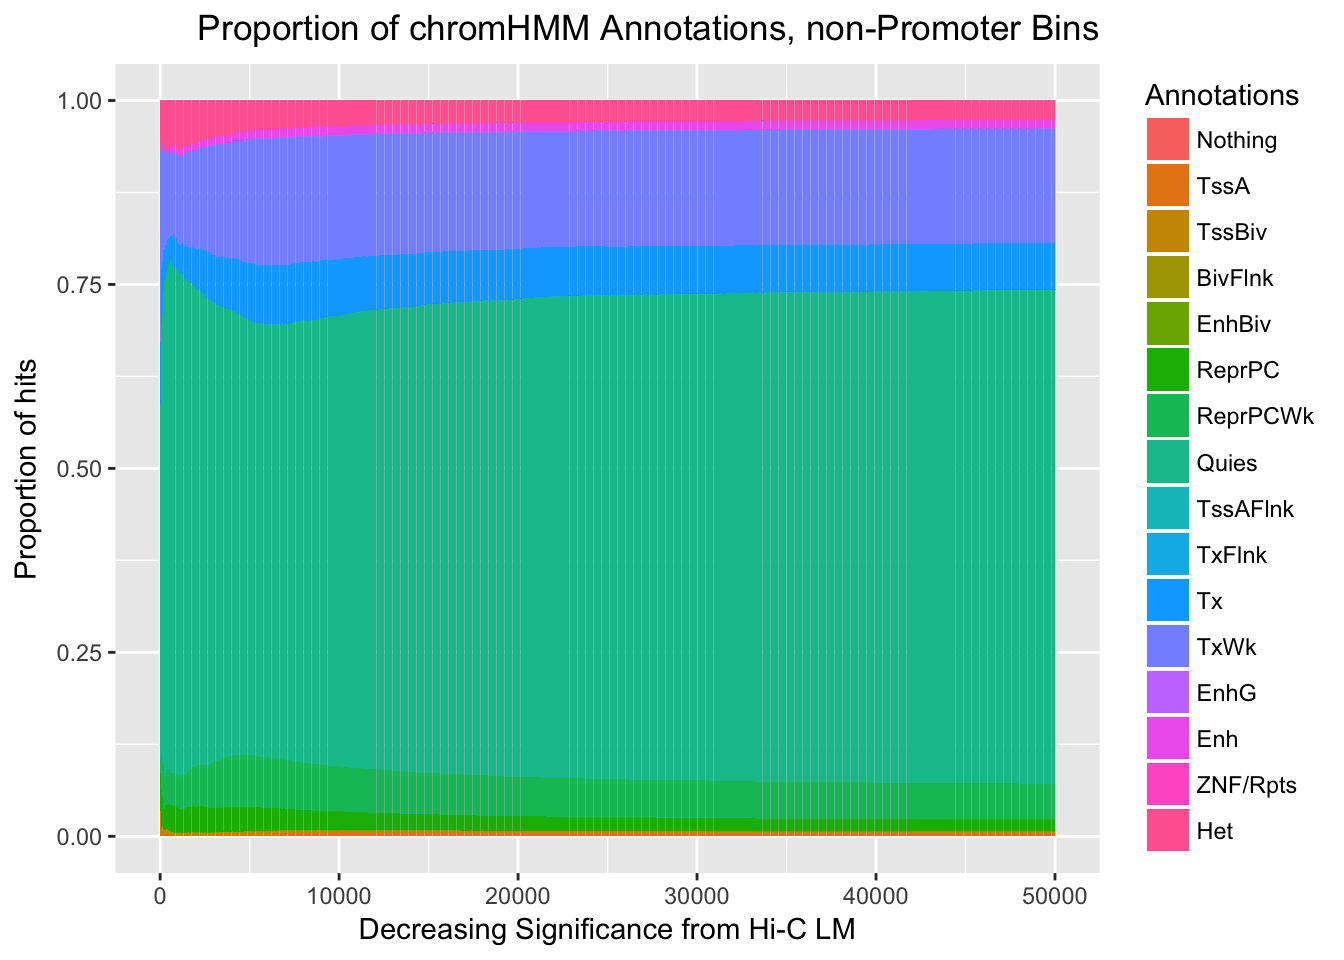 Proportion of chromHMM Annotations, non-Promoter Bins
Proportion of hits
1.00
0.75
0.50
0.25
0.00
0
10000
20000
30000
40000
50000
Decreasing Significance from Hi-C LM
Annotations
Nothing
TssA
TssBiv
BivFlnk
EnhBiv
ReprPC
ReprPCWk
Quies
TssAFlnk
TxFlnk
Tx
TxWk
EnhG
Enh
ZNF/Rpts
Het